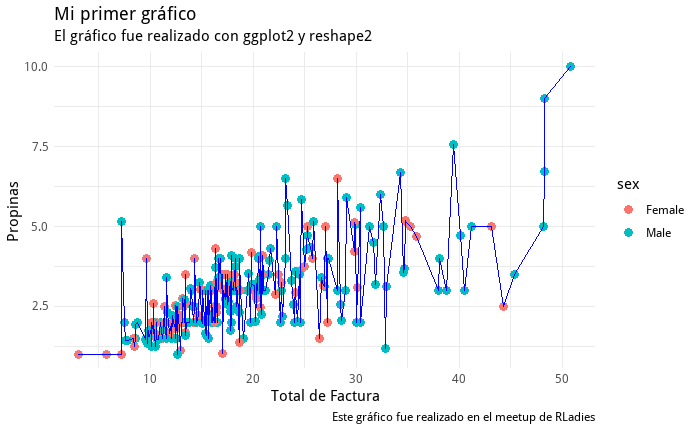 Mi primer gráfico
El gráfico fue realizado con ggplot2 y reshape2
10.0
7.5
5.0
2.5
Propinas
10 20 30 40 50
Total de Factura
sex
Female
Male
Este gráfico fue realizado en el meetup de RLadies